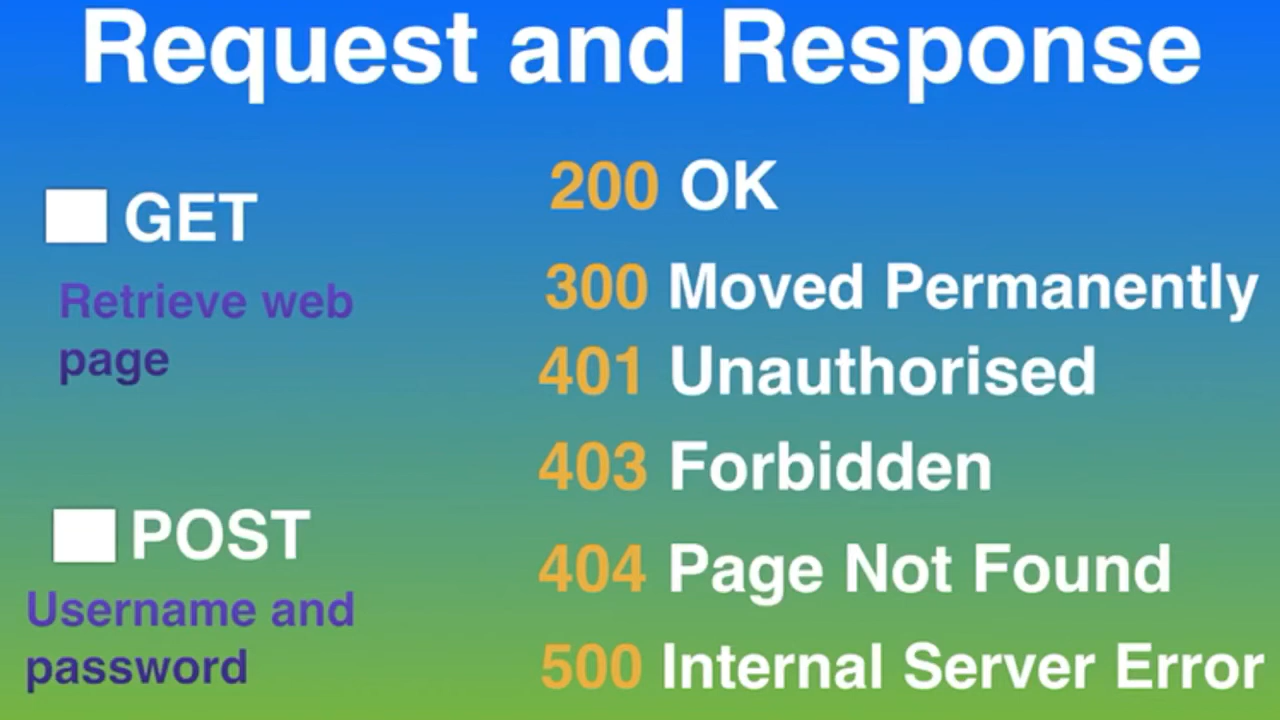 Request and Response
GET
Retrieve web
page
POST
Username and
password
200 OK
300 Moved Permanently
401 Unauthorised
403 Forbidden
404 Page Not Found
500 Internal Server Error